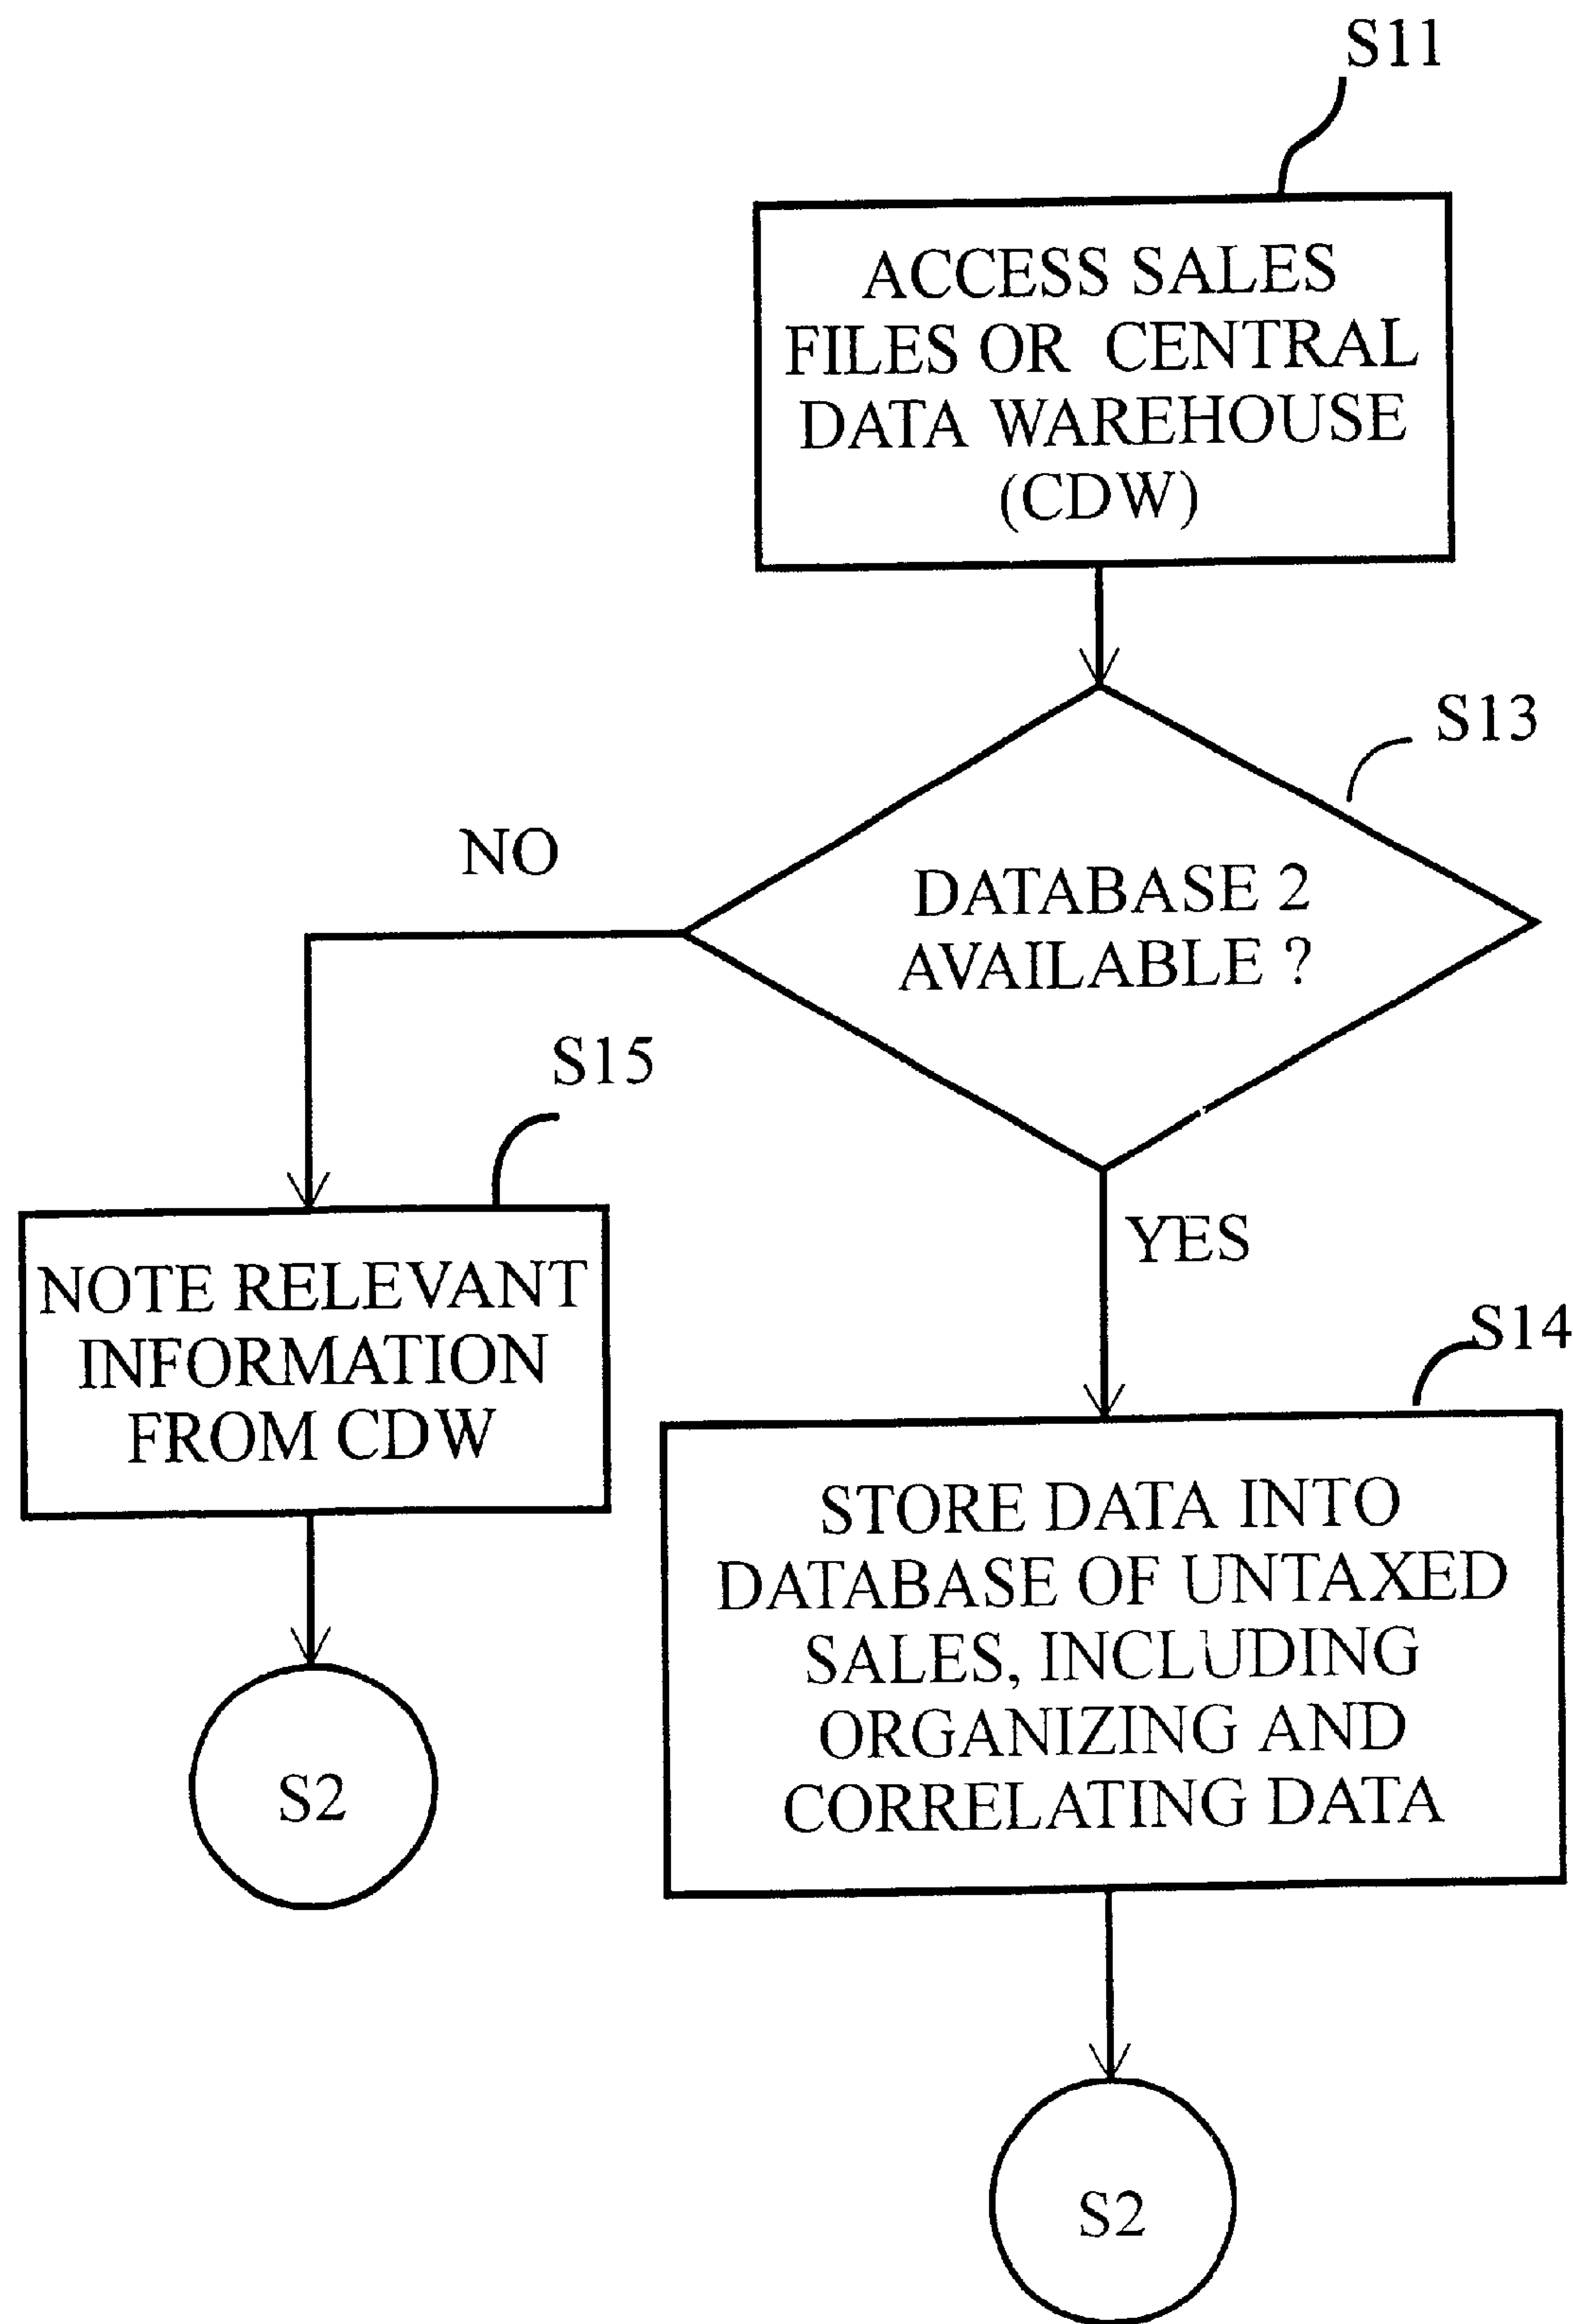 S11
ACCESS SALES
FILES OR CENTRAL
DATA WAREHOUSE
(CDW)
S13
NO
DATABASE 2
AVAILABLE ?
S15
YES
NOTE RELEVANT
INFORMATION
FROM CDW
S14
STORE DATA INTO
DATABASE OF UNTAXED
SALES, INCLUDING
ORGANIZING AND
CORRELATING DATA
S2
S2